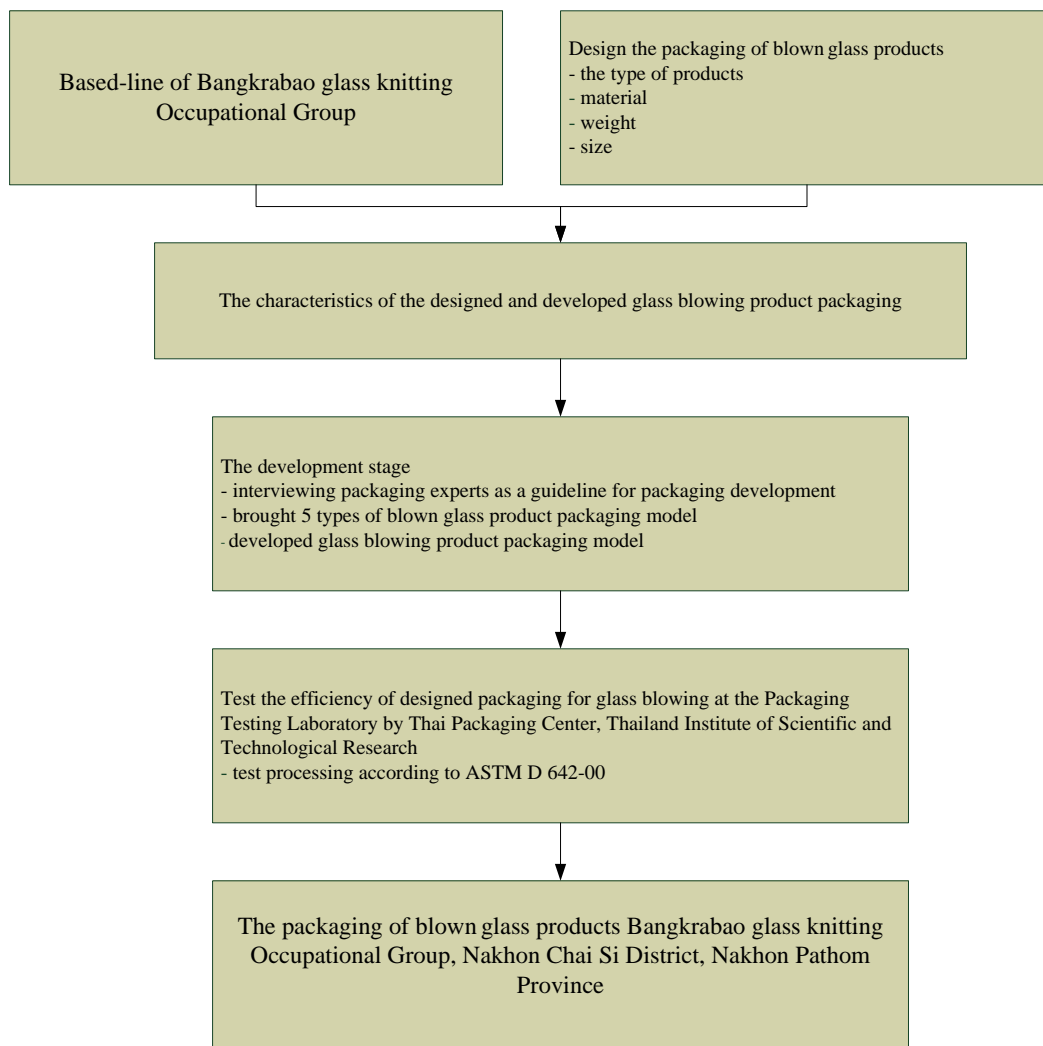 Based-line of Bangkrabao glass knitting
Occupational Group
Design the packaging of blown glass products
- the type of products
- material
- weight
- size
The characteristics of the designed and developed glass blowing product packaging
The development stage
- interviewing packaging experts as a guideline for packaging development
- brought 5 types of blown glass product packaging model
- developed glass blowing product packaging model
Test the efficiency of designed packaging for glass blowing at the Packaging
Testing Laboratory by Thai Packaging Center, Thailand Institute of Scientific and
Technological Research
- test processing according to ASTM D 642-00
The packaging of blown glass products Bangkrabao glass knitting
Occupational Group, Nakhon Chai Si District, Nakhon Pathom
Province